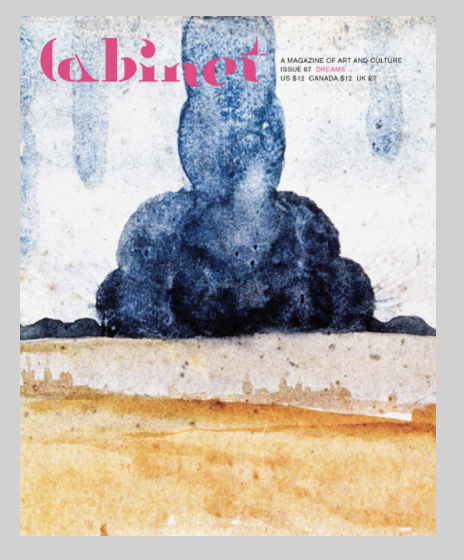 Cabinet
A MAGAZINE OF ART AND CULTURE
ISSUE 67 DREAMS
US $12 CANADA $12 UK £7